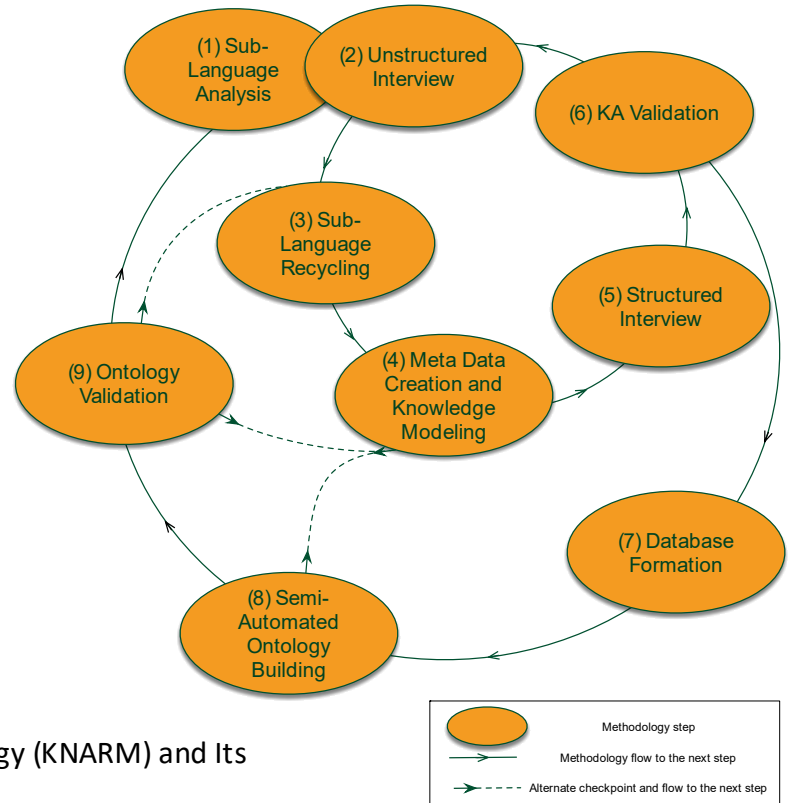 (1) Sub-
Language
Analysis
(2) Unstructured
Interview
(6) KA Validation
(3) Sub-
Language
Recycling
(5) Structured
Interview
(9) Ontology
Validation
(4) Meta Data
Creation and
Knowledge
Modeling
(7) Database
Formation
(8) Semi-
Automated
Ontology
Building
gy (KNARM) and Its
Methodology step
Methodology flow to the next step
Alternate checkpoint and flow to the next step